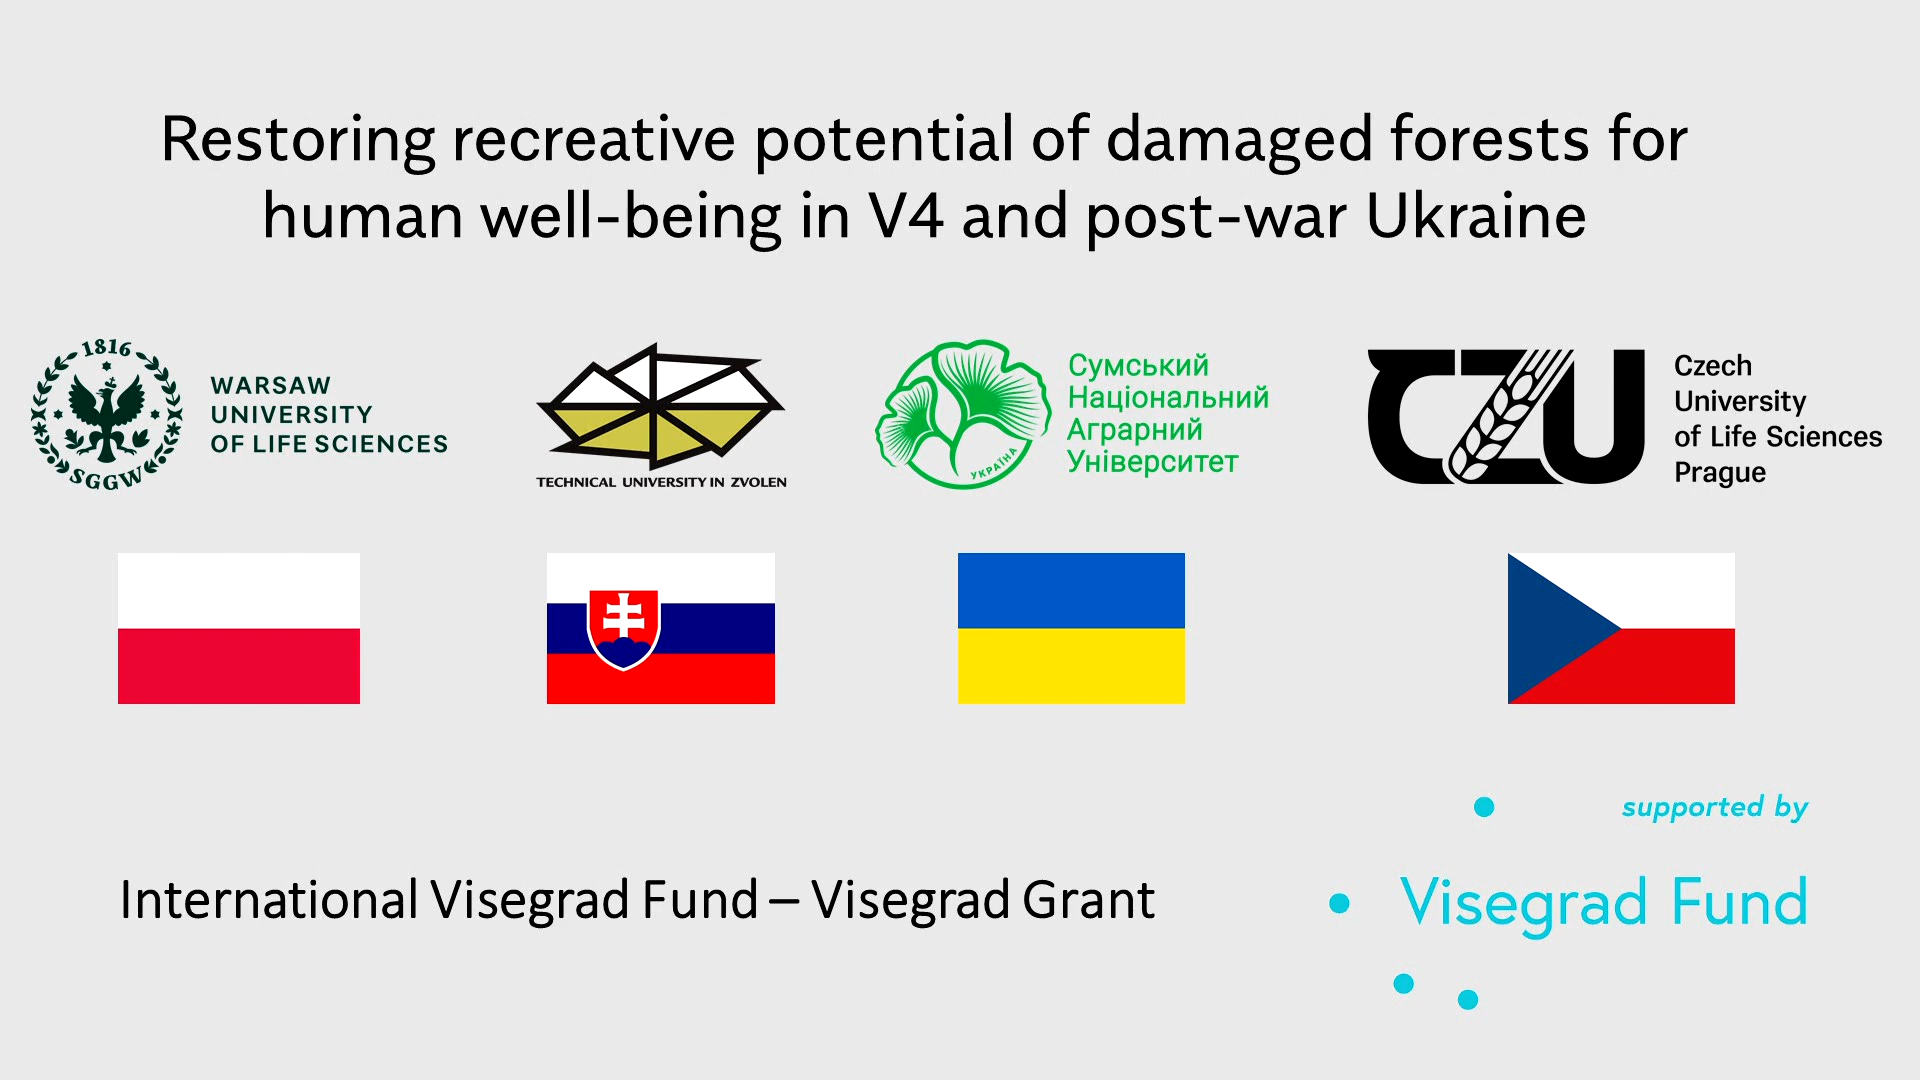 Restoring recreative potential of damaged forests for
human well-being in V4 and post-war Ukraine
1816
SGGW
WARSAW
UNIVERSITY
OF LIFE SCIENCES
TECHNICAL UNIVERSITY IN ZVOLEN
УКРАЇНА
Сумський
Національний
Аграрний
Університет
CZU
Czech
University
of Life Sciences
Prague
supported by
International Visegrad Fund – Visegrad Grant
Visegrad Fund